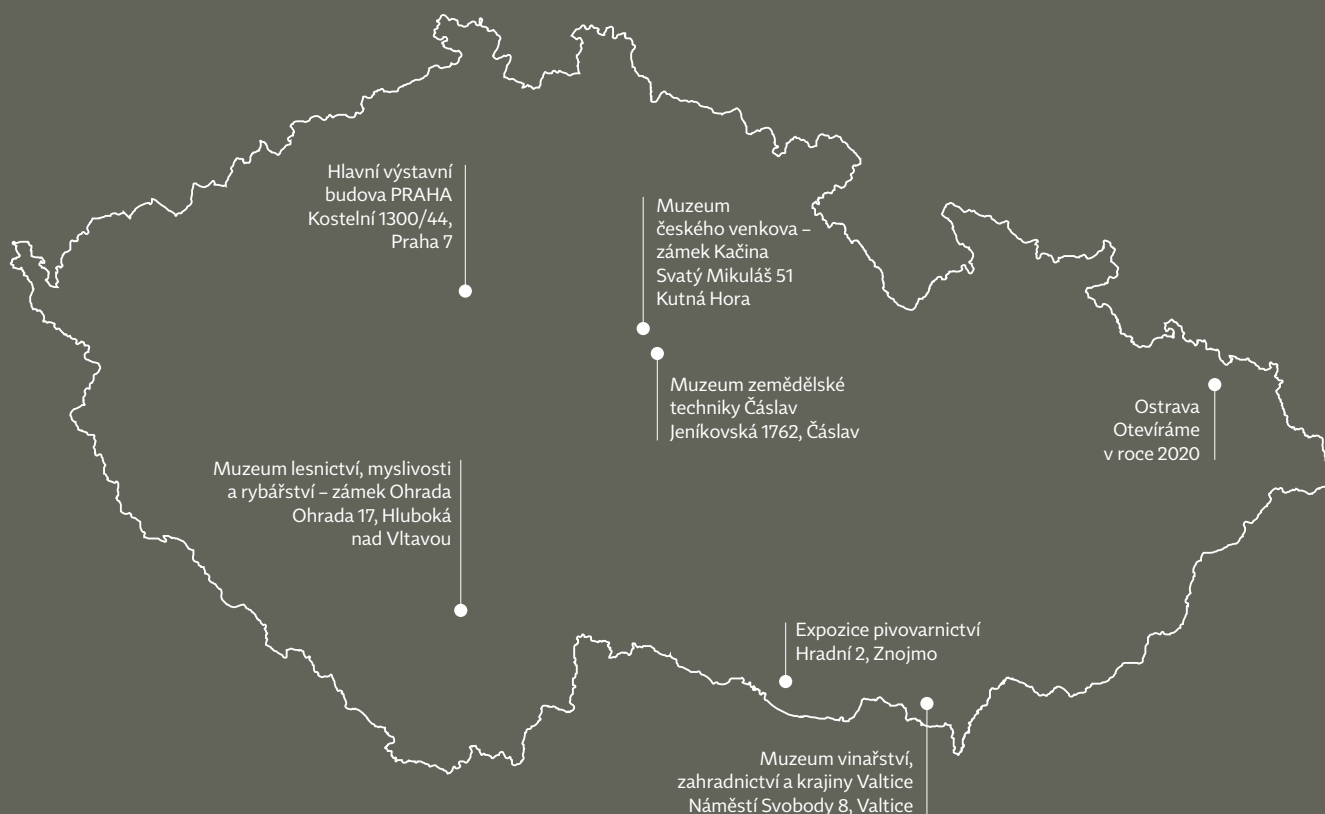 Hlavní výstavní
budova PRAHA
Kostelní 1300/44,
Praha 7
Muzeum
českého venkova –
zámek Kačina
Svatý Mikuláš 51
Kutná Hora
Muzeum zemědělské
techniky Čáslav
Jeníkovská 1762, Čáslav
Ostrava
Otevíráme
v roce 2020
Muzeum lesnictví, myslivosti
a rybářství – zámek Ohrada
Ohrada 17, Hluboká
nad Vltavou
Expozice pivovarnictví
Hradní 2, Znojmo
Muzeum vinařství,
zahradnictví a krajiny Valtice
Náměstí Svobody 8, Valtice